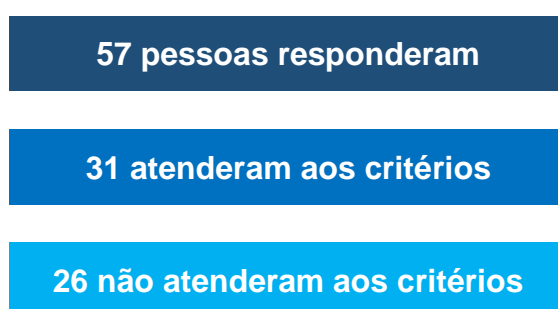 57 pessoas responderam
31 atenderam aos critérios
26 não atenderam aos critérios